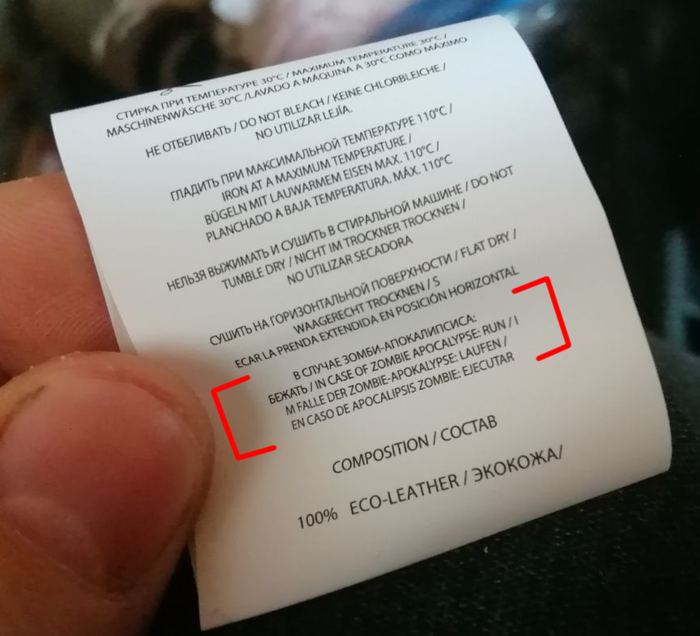 СТИРКА ПРИ ТЕМПЕРАТУРЕ 30°C / MAXIMUM TEMPERATURE 30°C /
MASCHINENWÄSCHE 30°C /LAVADO A MAQUINA A 30°C COMO MÁXIMO
НЕ ОТБЕЛИВАТЬ / DO NOT BLEACH / KEINE CHLORBLEICHE /
NO UTILIZAR LEJÍA.
ГЛАДИТЬ ПРИ МАКСИМАЛЬНОЙ ТЕМПЕРАТУРЕ 110°C /
IRON AT A MAXIMUM TEMPERATURE /
BÜGELN MIT LAUWARMEM EISEN MAX. 110°C /
PLANCHADO A BAJA TEMPERATURA. MÁX. 110°C
НЕЛЬЗЯ ВЫЖИМАТЬ И СУШИТЬ В СТИРАЛЬНОЙ МАШИНЕ / DO NOT
TUMBLE DRY / NICHT IM TROCKNER TROCKNEN /
NO UTILIZAR SECADORA
СУШИТЬ НА ГОРИЗОНТАЛЬНОЙ ПОВЕРХНОСТИ / FLAT DRY /
WAAGERECHT TROCKNEN / S
ECAR LA PRENDA EXTENDIDA EN POSICIÓN HORIZONTAL
В СЛУЧАЕ ЗОМБИ-АПОКАЛИПСИСА:
БЕЖАТЬ / IN CASE OF ZOMBIE APOCALYPSE: RUN / I
M FALLE DER ZOMBIE-APOKALYPSE: LAUFEN /
EN CASO DE APOCALIPSIS ZOMBIE: EJECUTAR
COMPOSITION / СОСТАВ
100% ECO-LEATHER / ЭКОКОЖА/